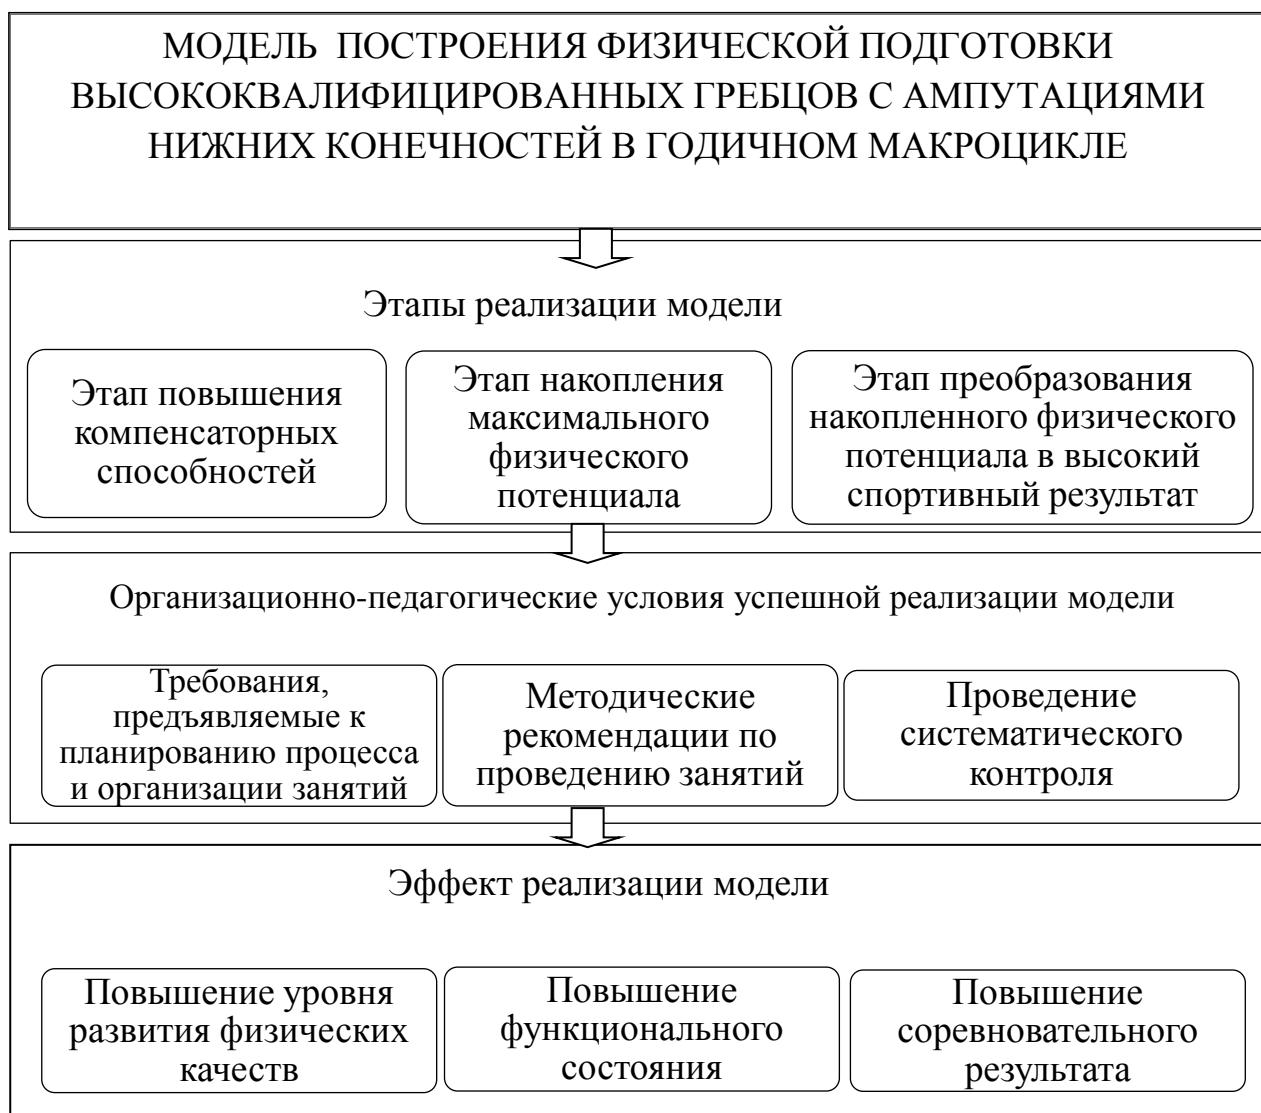 МОДЕЛЬ ПОСТРОЕНИЯ ФИЗИЧЕСКОЙ ПОДГОТОВКИ
ВЫСОКОКВАЛИФИЦИРОВАННЫХ ГРЕБЦОВ С АМПУТАЦИЯМИ
НИЖНИХ КОНЕЧНОСТЕЙ В ГОДИЧНОМ МАКРОЦИКЛЕ
Этапы реализации модели
Этап повышения
компенсаторных
способностей
Этап накопления
максимального
физического
потенциала
Этап преобразования
накопленного физического
потенциала в высокий
спортивный результат
Организационно-педагогические условия успешной реализации модели
Требования,
предъявляемые к
планированию процесса
и организации занятий
Методические
рекомендации по
проведению занятий
Проведение
систематического
контроля
Эффект реализации модели
Повышение уровня
развития физических
качеств
Повышение
функционального
состояния
Повышение
соревновательного
результата